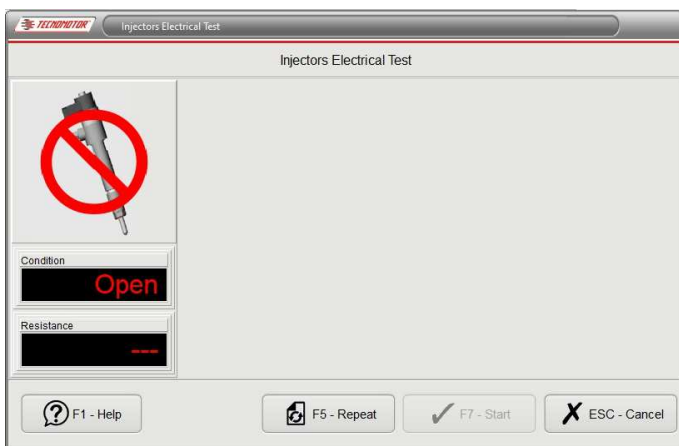 TECNOMOTOR
Injectors Electrical Test
Injectors Electrical Test
Condition
Open
Resistance
---
F1 - Help
F5 - Repeat
F7 - Start
ESC - Cancel